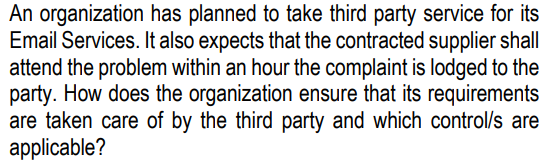 An organization has planned to take third party service for its
Email Services. It also expects that the contracted supplier shall
attend the problem within an hour the complaint is lodged to the
party. How does the organization ensure that its requirements
are taken care of by the third party and which control/s are
applicable?